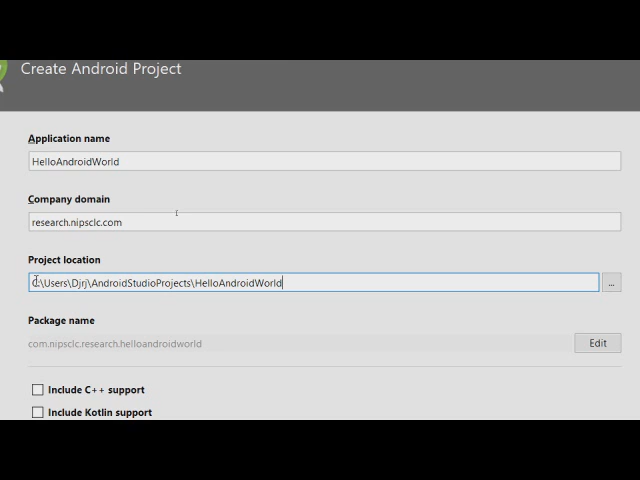 Create Android Project
Application name
HelloAndroidWorld
Company domain
research.nipsclc.com
Project location
C:\Users\Djrj\AndroidStudioProjects\HelloAndroidWorld
...
Package name
com.nipsclc.research.helloandroidworld
Edit
Include C++ support
Include Kotlin support